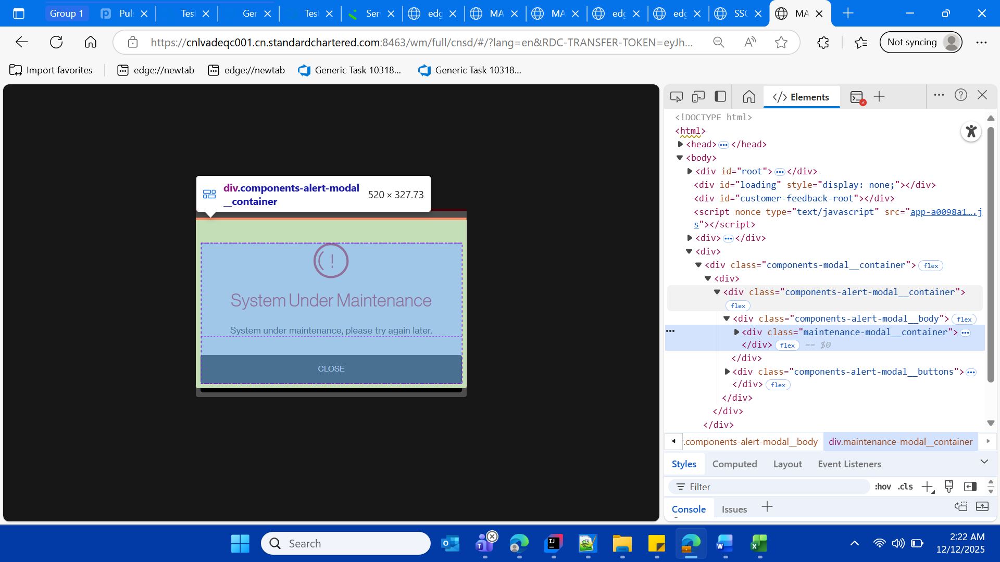 Group 1
Puls
Test
Ger
Test
Ser
edg
MA
MA
edg
edg
SSO
MA
https://cnlvadeqc001.cn.standardchartered.com:8463/wm/full/cnsd/#/?lang=en&RDC-TRANSFER-TOKEN=eyJh...
Not syncing
Import favorites
edge://newtab
edge://newtab
Generic Task 10318...
Generic Task 10318...
div.components-alert-modal
__container
520 × 327.73
System Under Maintenance
System under maintenance, please try again later.
CLOSE
</> Elements
<!DOCTYPE html>
<html>
<head> ... </head>
<body>
<div id="root"> ... </div>
<div id="loading" style="display: none;"></div>
<div id="customer-feedback-root"></div>
<script nonce type="text/javascript" src="app-a0098a1….j
s"></script>
<div> ... </div>
<div>
<div class="components-modal__container"> flex
<div>
<div class="components-alert-modal__container">
flex
<div class="components-alert-modal__body"> flex
<div class="maintenance-modal__container"> ...
</div> flex == $0
</div>
<div class="components-alert-modal__buttons"> ...
</div> flex
</div>
</div>
</div>
.components-alert-modal__body
div.maintenance-modal__container
Styles
Computed
Layout
Event Listeners
Filter
:hov
.cls
Console
Issues
Search
2:22 AM
12/12/2025